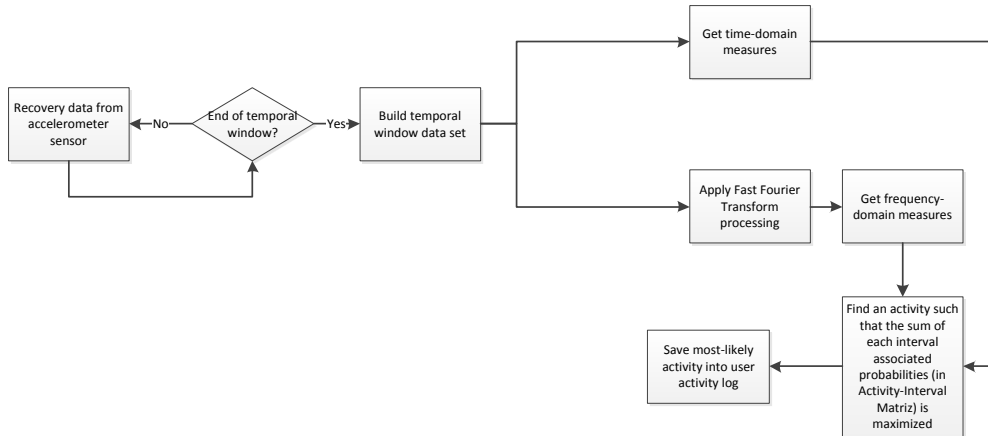 Get time-domain
measures
Recovery data from
accelerometer
sensor
No
End of temporal
window?
Yes
Build temporal
window data set
Apply Fast Fourier
Transform
processing
Get frequency-
domain measures
Find an activity such
that the sum of
each interval
associated
probabilities (in
Activity-Interval
Matriz) is
maximized
Save most-likely
activity into user
activity log